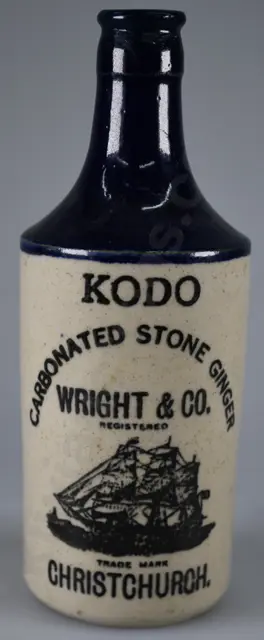 KODO
CARBONATED STONE GINGER
WRIGHT & CO.
REGISTERED
TRADE MARK
CHRISTCHURCH.